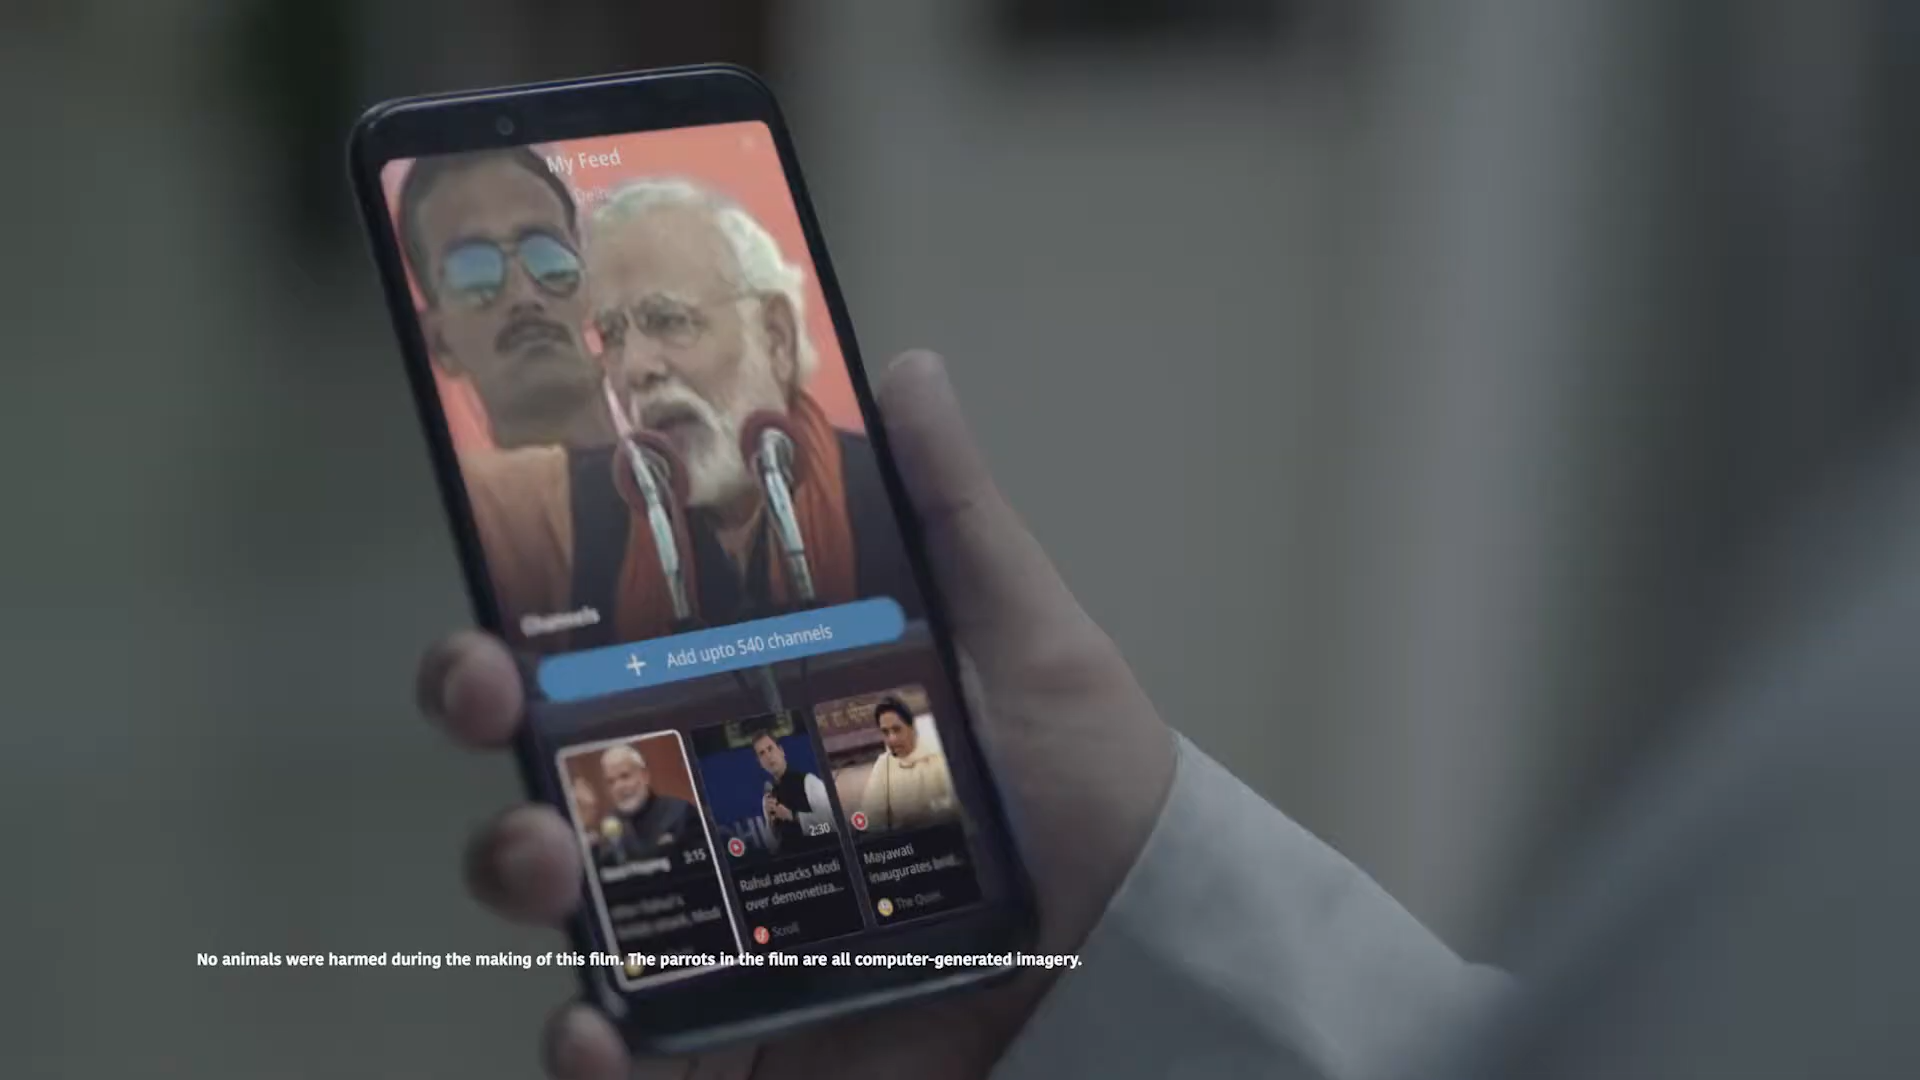 My Feed
Delhi
Channels
+ Add upto 540 channels
3:15
2:30
Modi
Rahul attacks Modi
over demonetiza...
Scroll
Mayawati
inaugurates
The Quint
No animals were harmed during the making of this film. The parrots in the film are all computer-generated imagery.